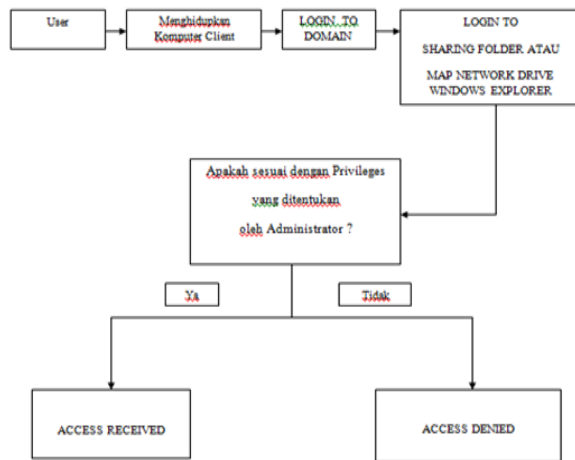 User
Menghidupkan
Komputer Client
LOGIN TO
DOMAIN
LOGIN TO
SHARING FOLDER ATAU
MAP NETWORK DRIVE
WINDOWS EXPLORER
Apakah sesuai dengan Privileges
yang ditentukan
oleh Administrator ?
Ya
Tidak
ACCESS RECEIVED
ACCESS DENIED